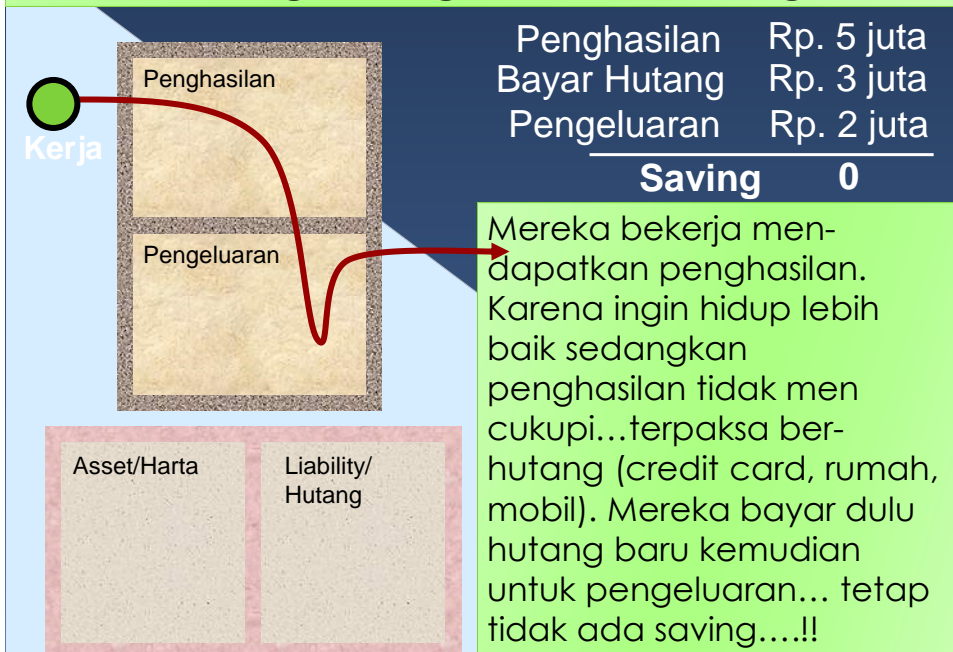 Penghasilan Rp. 5 juta
Bayar Hutang Rp. 3 juta
Pengeluaran Rp. 2 juta
Saving 0
Kerja
Penghasilan
Pengeluaran
Asset/Harta
Liability/
Hutang
Mereka bekerja men-
dapatkan penghasilan.
Karena ingin hidup lebih
baik sedangkan
penghasilan tidak men
cukupi…terpaksa ber-
hutang (credit card, rumah,
mobil). Mereka bayar dulu
hutang baru kemudian
untuk pengeluaran… tetap
tidak ada saving….!!